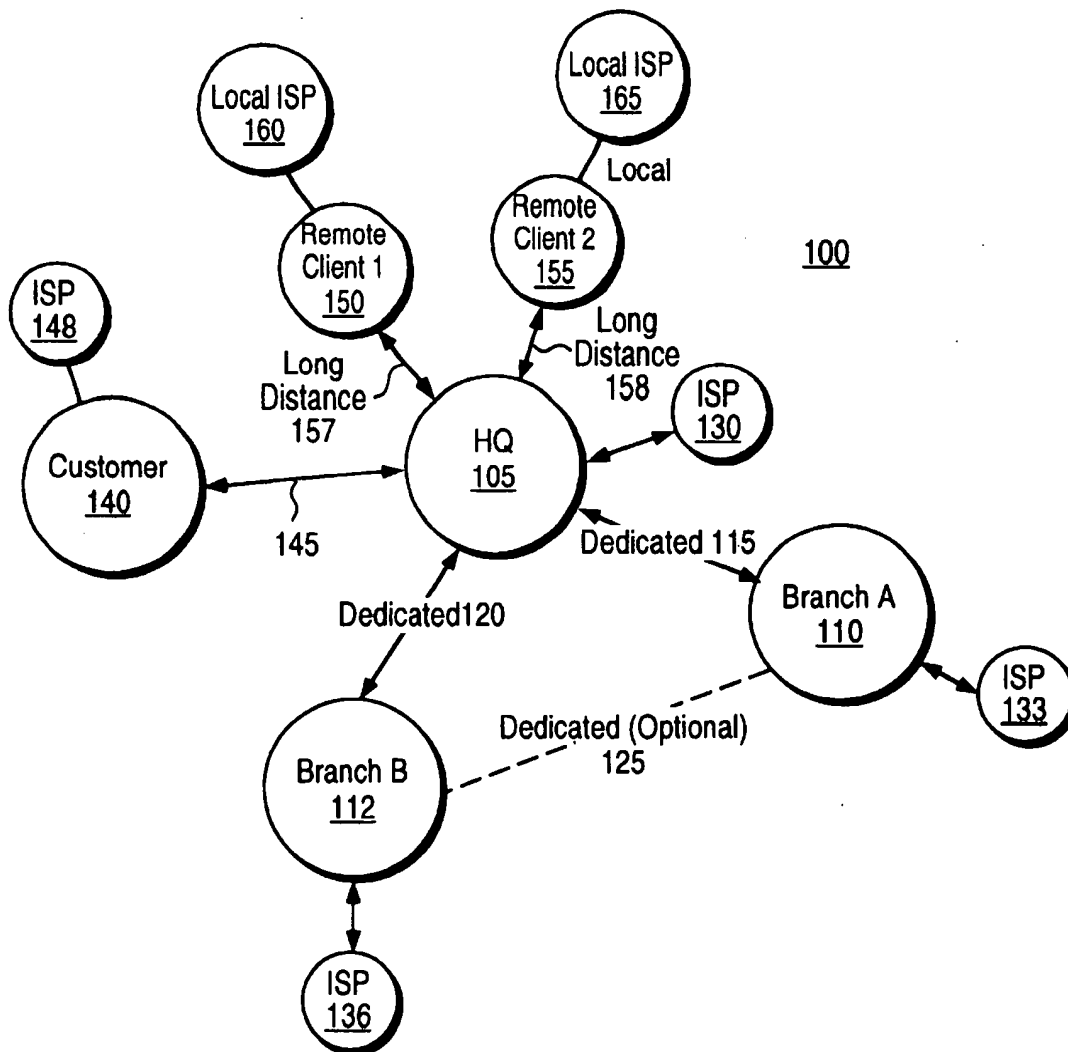 Local ISP
160
Local ISP
165
Local
Remote
Client 1
150
Remote
Client 2
155
100
ISP
148
Long
Distance
157
Long
Distance
158
ISP
130
Customer
140
HQ
105
145
Dedicated 115
Dedicated120
Branch A
110
ISP
133
Dedicated (Optional)
125
Branch B
112
ISP
136